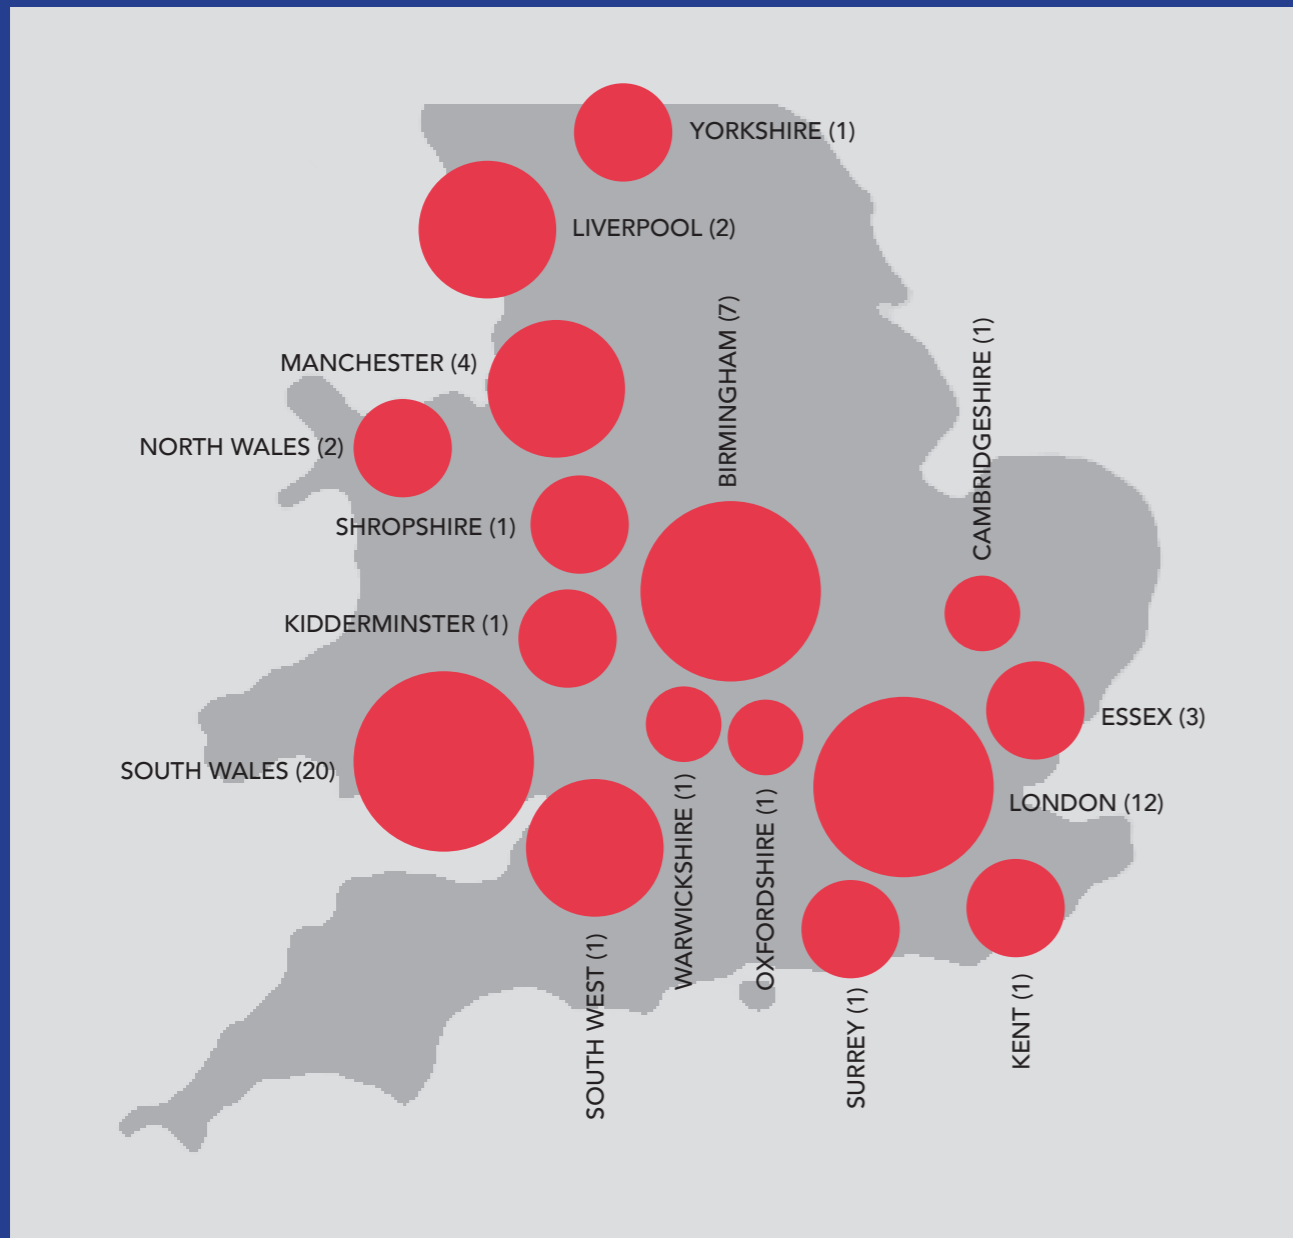 YORKSHIRE (1)
LIVERPOOL (2)
BIRMINGHAM (7)
CAMBRIDGESHIRE (1)
MANCHESTER (4)
NORTH WALES (2)
SHROPSHIRE (1)
KIDDERMINSTER (1)
ESSEX (3)
SOUTH WALES (20)
LONDON (12)
WARWICKSHIRE (1)
OXFORDSHIRE (1)
SOUTH WEST (1)
SURREY (1)
KENT (1)